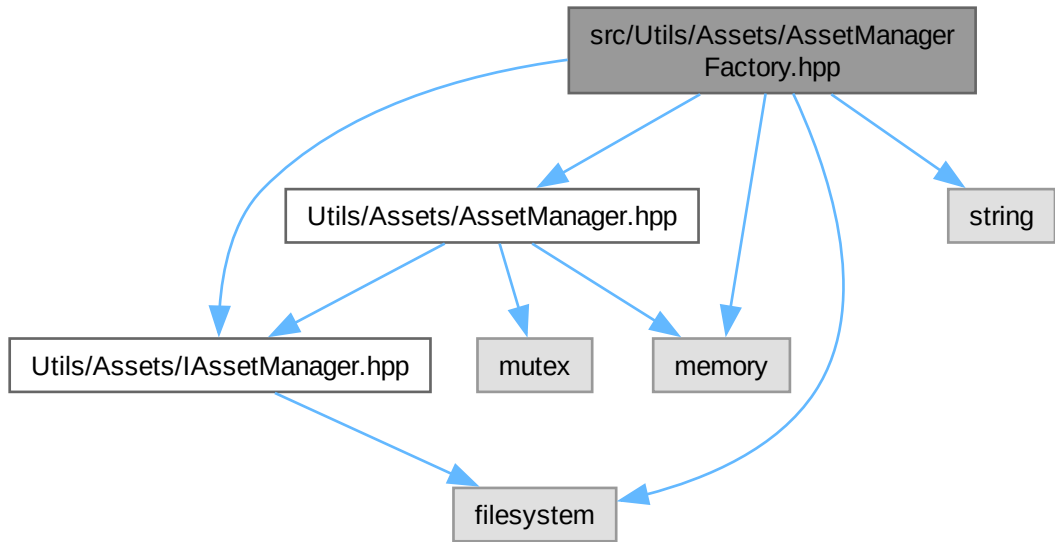 src/Utils/Assets/AssetManager
Factory.hpp
Utils/Assets/AssetManager.hpp
string
Utils/Assets/IAssetManager.hpp
mutex
memory
filesystem